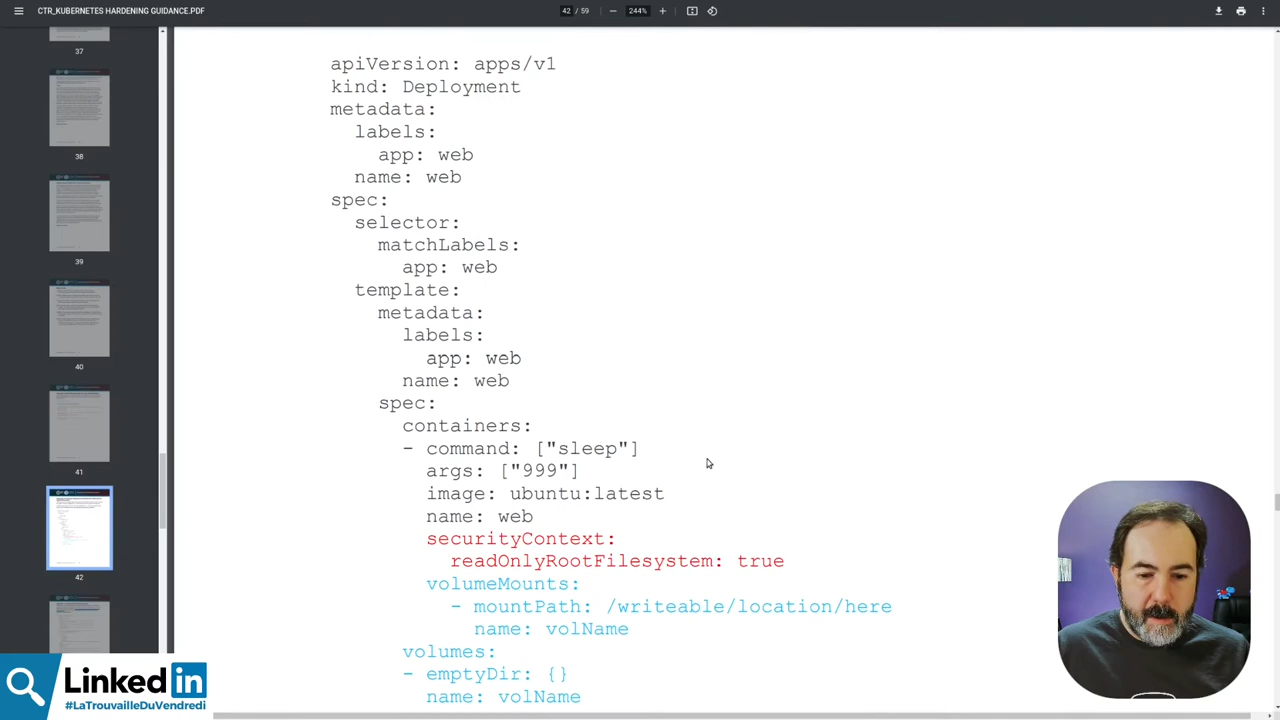 CTR_KUBERNETES HARDENING GUIDANCE.PDF
42 / 59
244%
37
38
39
40
41
42
apiVersion: apps/v1
kind: Deployment
metadata:
  labels:
    app: web
  name: web
spec:
  selector:
    matchLabels:
      app: web
  template:
    metadata:
      labels:
        app: web
      name: web
    spec:
      containers:
      - command: ["sleep"]
        args: ["999"]
        image: ubuntu:latest
        name: web
        securityContext:
          readOnlyRootFilesystem: true
        volumeMounts:
          - mountPath: /writeable/location/here
            name: volName
      volumes:
      - emptyDir: {}
        name: volName
Linked in
#LaTrouvailleDuVendredi